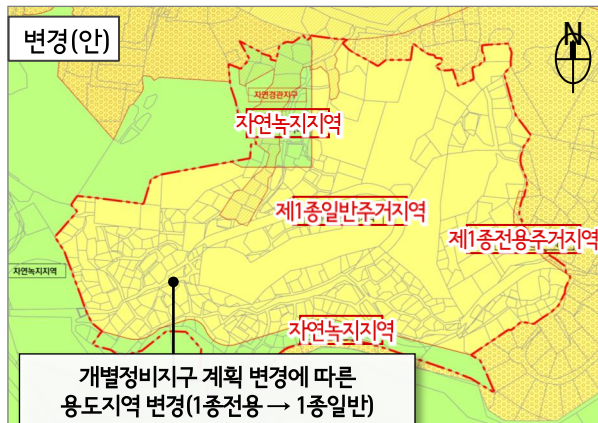 변경(안)
N
자연경관지구
자연녹지지역
제1종일반주거지역
제1종전용주거지역
자연녹지지역
자연녹지지역
개별정비지구 계획 변경에 따른
용도지역 변경(1종전용 → 1종일반)